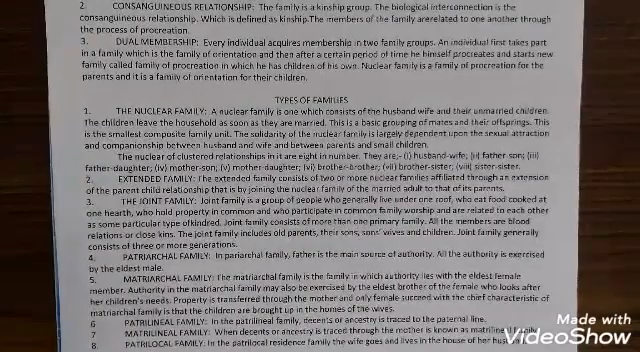 2. CONSANGUINEOUS RELATIONSHIP: The family is a kinship group. The biological interconnection is the
consanguineous relationship. Which is defined as kinship.The members of the family arerelated to one another through
the process of procreation.
3. DUAL MEMBERSHIP: Every individual acquires membership in two family groups. An individual first takes part
in a family which is the family of orientation and then after a certain period of time he himself procreates and starts new
family called family of procreation in which he has children of his own. Nuclear family is a family of procreation for the
parents and it is a family of orientation for their children.
TYPES OF FAMILIES
1. THE NUCLEAR FAMILY: A nuclear family is one which consists of the husband wife and their unmarried children.
The children leave the household as soon as they are married. This is a basic grouping of mates and their offsprings. This
is the smallest composite family unit. The solidarity of the nuclear family is largely dependent upon the sexual attraction
and companionship between husband and wife and between parents and small children.
The nuclear of clustered relationships in it are eight in number. They are;- (i) husband-wife; (ii) father-son; (iii)
father-daughter; (iv) mother-son; (v) mother-daughter; (vi) brother-brother; (vii) brother-sister; (viii) sister-sister.
2. EXTENDED FAMILY: The extended family consists of two or more nuclear families affiliated through an extension
of the parent child relationship that is by joining the nuclear family of the married adult to that of its parents.
3. THE JOINT FAMILY: Joint family is a group of people who generally live under one roof, who eat food cooked at
one hearth, who hold property in common and who participate in common family worship and are related to each other
as some particular type of kindred. Joint family consists of more than one primary family. All the members are blood
relations or close kins. The joint family includes old parents, their sons, sons' wives and children. Joint family generally
consists of three or more generations.
4. PATRIARCHAL FAMILY: In pariarchal family, father is the main source of authority. All the authority is exercised
by the eldest male.
5. MATRIARCHAL FAMILY: The matriarchal family is the family in which authority lies with the eldest female
member. Authority in the matriarchal family may also be exercised by the eldest brother of the female who looks after
her children's needs. Property is transferred through the mother and only female succeed with the chief characteristic of
matriarchal family is that the children are brought up in the homes of the wives.
6 PATRILINEAL FAMILY: In the patrilineal family, decents or ancestry is traced to the paternal line.
7 MATRILINEAL FAMILY: When decents or ancestry is traced through the mother is known as
8 PATRILOCAL FAMILY: In the patrilocal residence family the wife goes and lives in the house of her
Made with
VideoShow